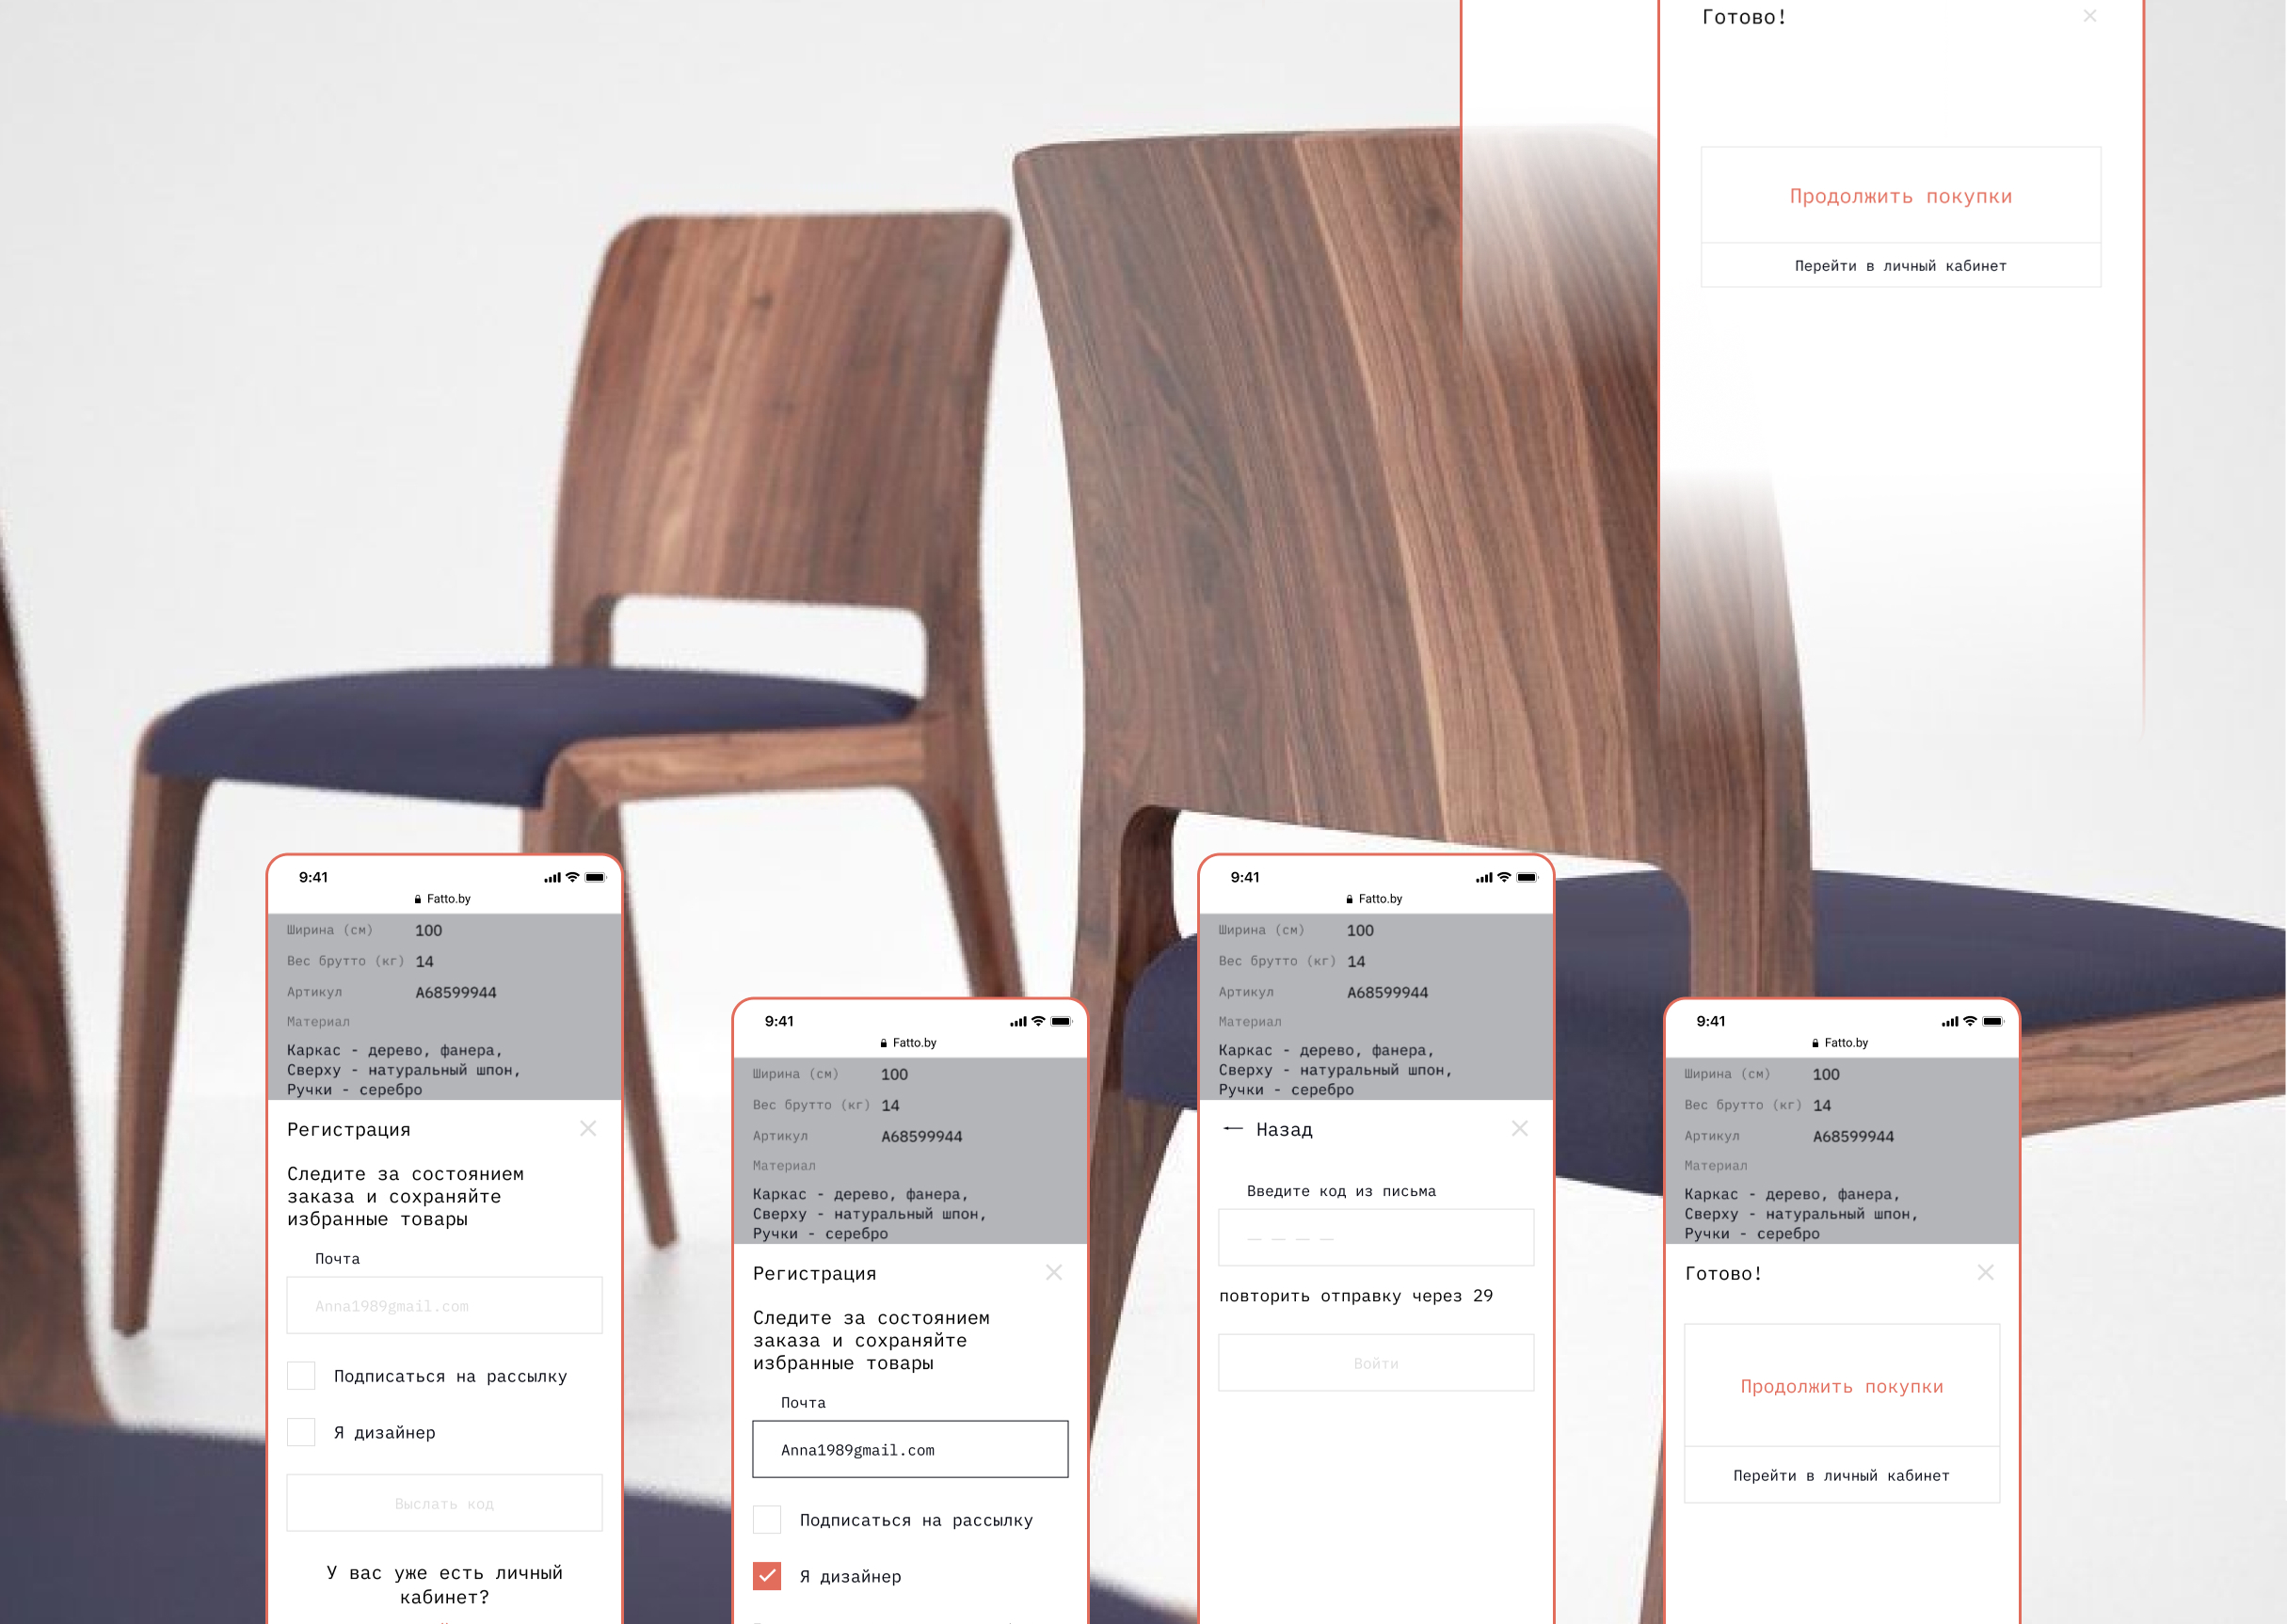 Готово!
Продолжить покупки
Перейти в личный кабинет
9:41
Fatto.by
Ширина (см) 100
Вес брутто (кг) 14
Артикул A68599944
Материал
Каркас - дерево, фанера,
Сверху - натуральный шпон,
Ручки - серебро
Регистрация
Следите за состоянием
заказа и сохраняйте
избранные товары
Почта
Anna1989gmail.com
Подписаться на рассылку
Я дизайнер
Выслать код
У вас уже есть личный
кабинет?
9:41
Fatto.by
Ширина (см) 100
Вес брутто (кг) 14
Артикул A68599944
Материал
Каркас - дерево, фанера,
Сверху - натуральный шпон,
Ручки - серебро
Регистрация
Следите за состоянием
заказа и сохраняйте
избранные товары
Почта
Anna1989gmail.com
Подписаться на рассылку
Я дизайнер
9:41
Fatto.by
Ширина (см) 100
Вес брутто (кг) 14
Артикул A68599944
Материал
Каркас - дерево, фанера,
Сверху - натуральный шпон,
Ручки - серебро
Назад
Введите код из письма
повторить отправку через 29
Войти
9:41
Fatto.by
Ширина (см) 100
Вес брутто (кг) 14
Артикул A68599944
Материал
Каркас - дерево, фанера,
Сверху - натуральный шпон,
Ручки - серебро
Готово!
Продолжить покупки
Перейти в личный кабинет